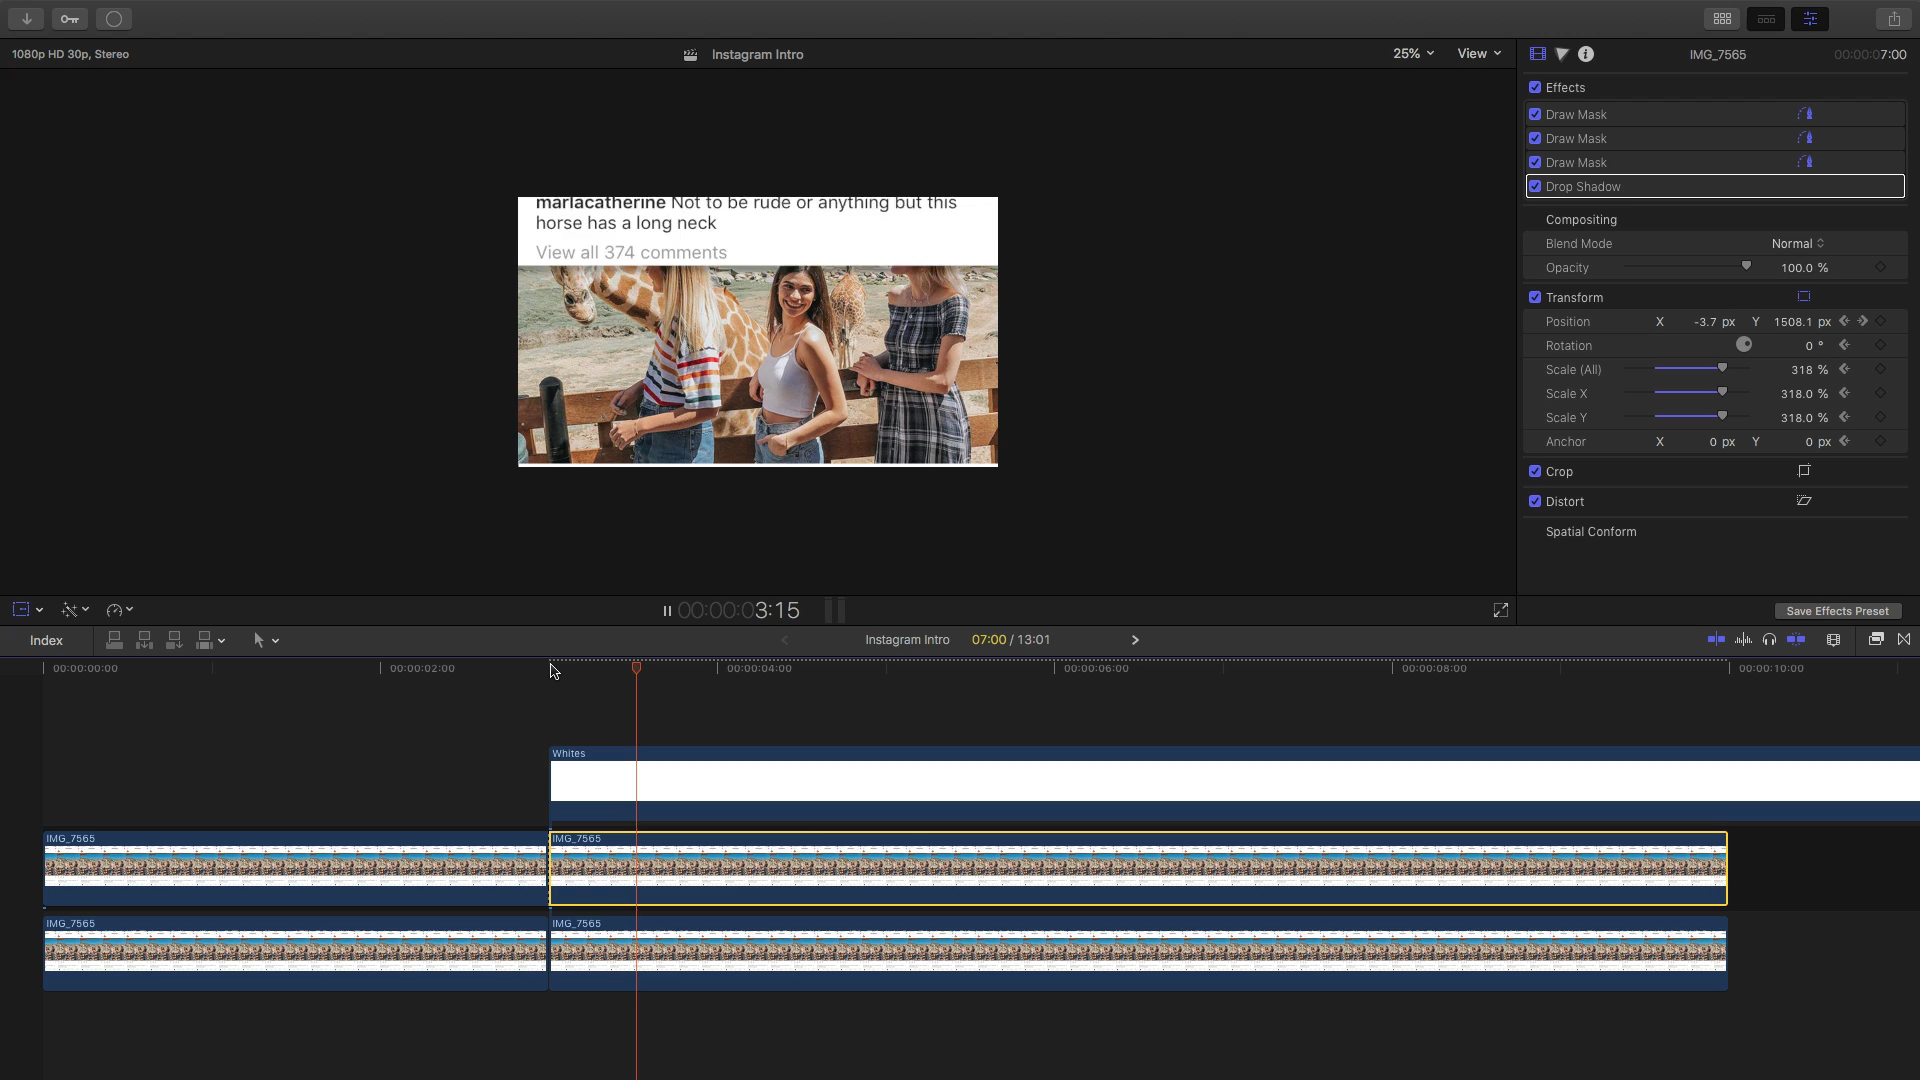 1080p HD 30p, Stereo
Instagram Intro
25%
View
IMG_7565
00:00:07:00
marlacatherine Not to be rude or anything but this
horse has a long neck
View all 374 comments
Effects
Draw Mask
Draw Mask
Draw Mask
Drop Shadow
Compositing
Blend Mode Normal
Opacity 100.0 %
Transform
Position X -3.7 px Y 1508.1 px
Rotation 0 °
Scale (All) 318 %
Scale X 318.0 %
Scale Y 318.0 %
Anchor X 0 px Y 0 px
Crop
Distort
Spatial Conform
00:00:03:15
Save Effects Preset
Index
Instagram Intro 07:00 / 13:01
00:00:00:00 00:00:02:00 00:00:04:00 00:00:06:00 00:00:08:00 00:00:10:00
Whites
IMG_7565 IMG_7565
IMG_7565 IMG_7565